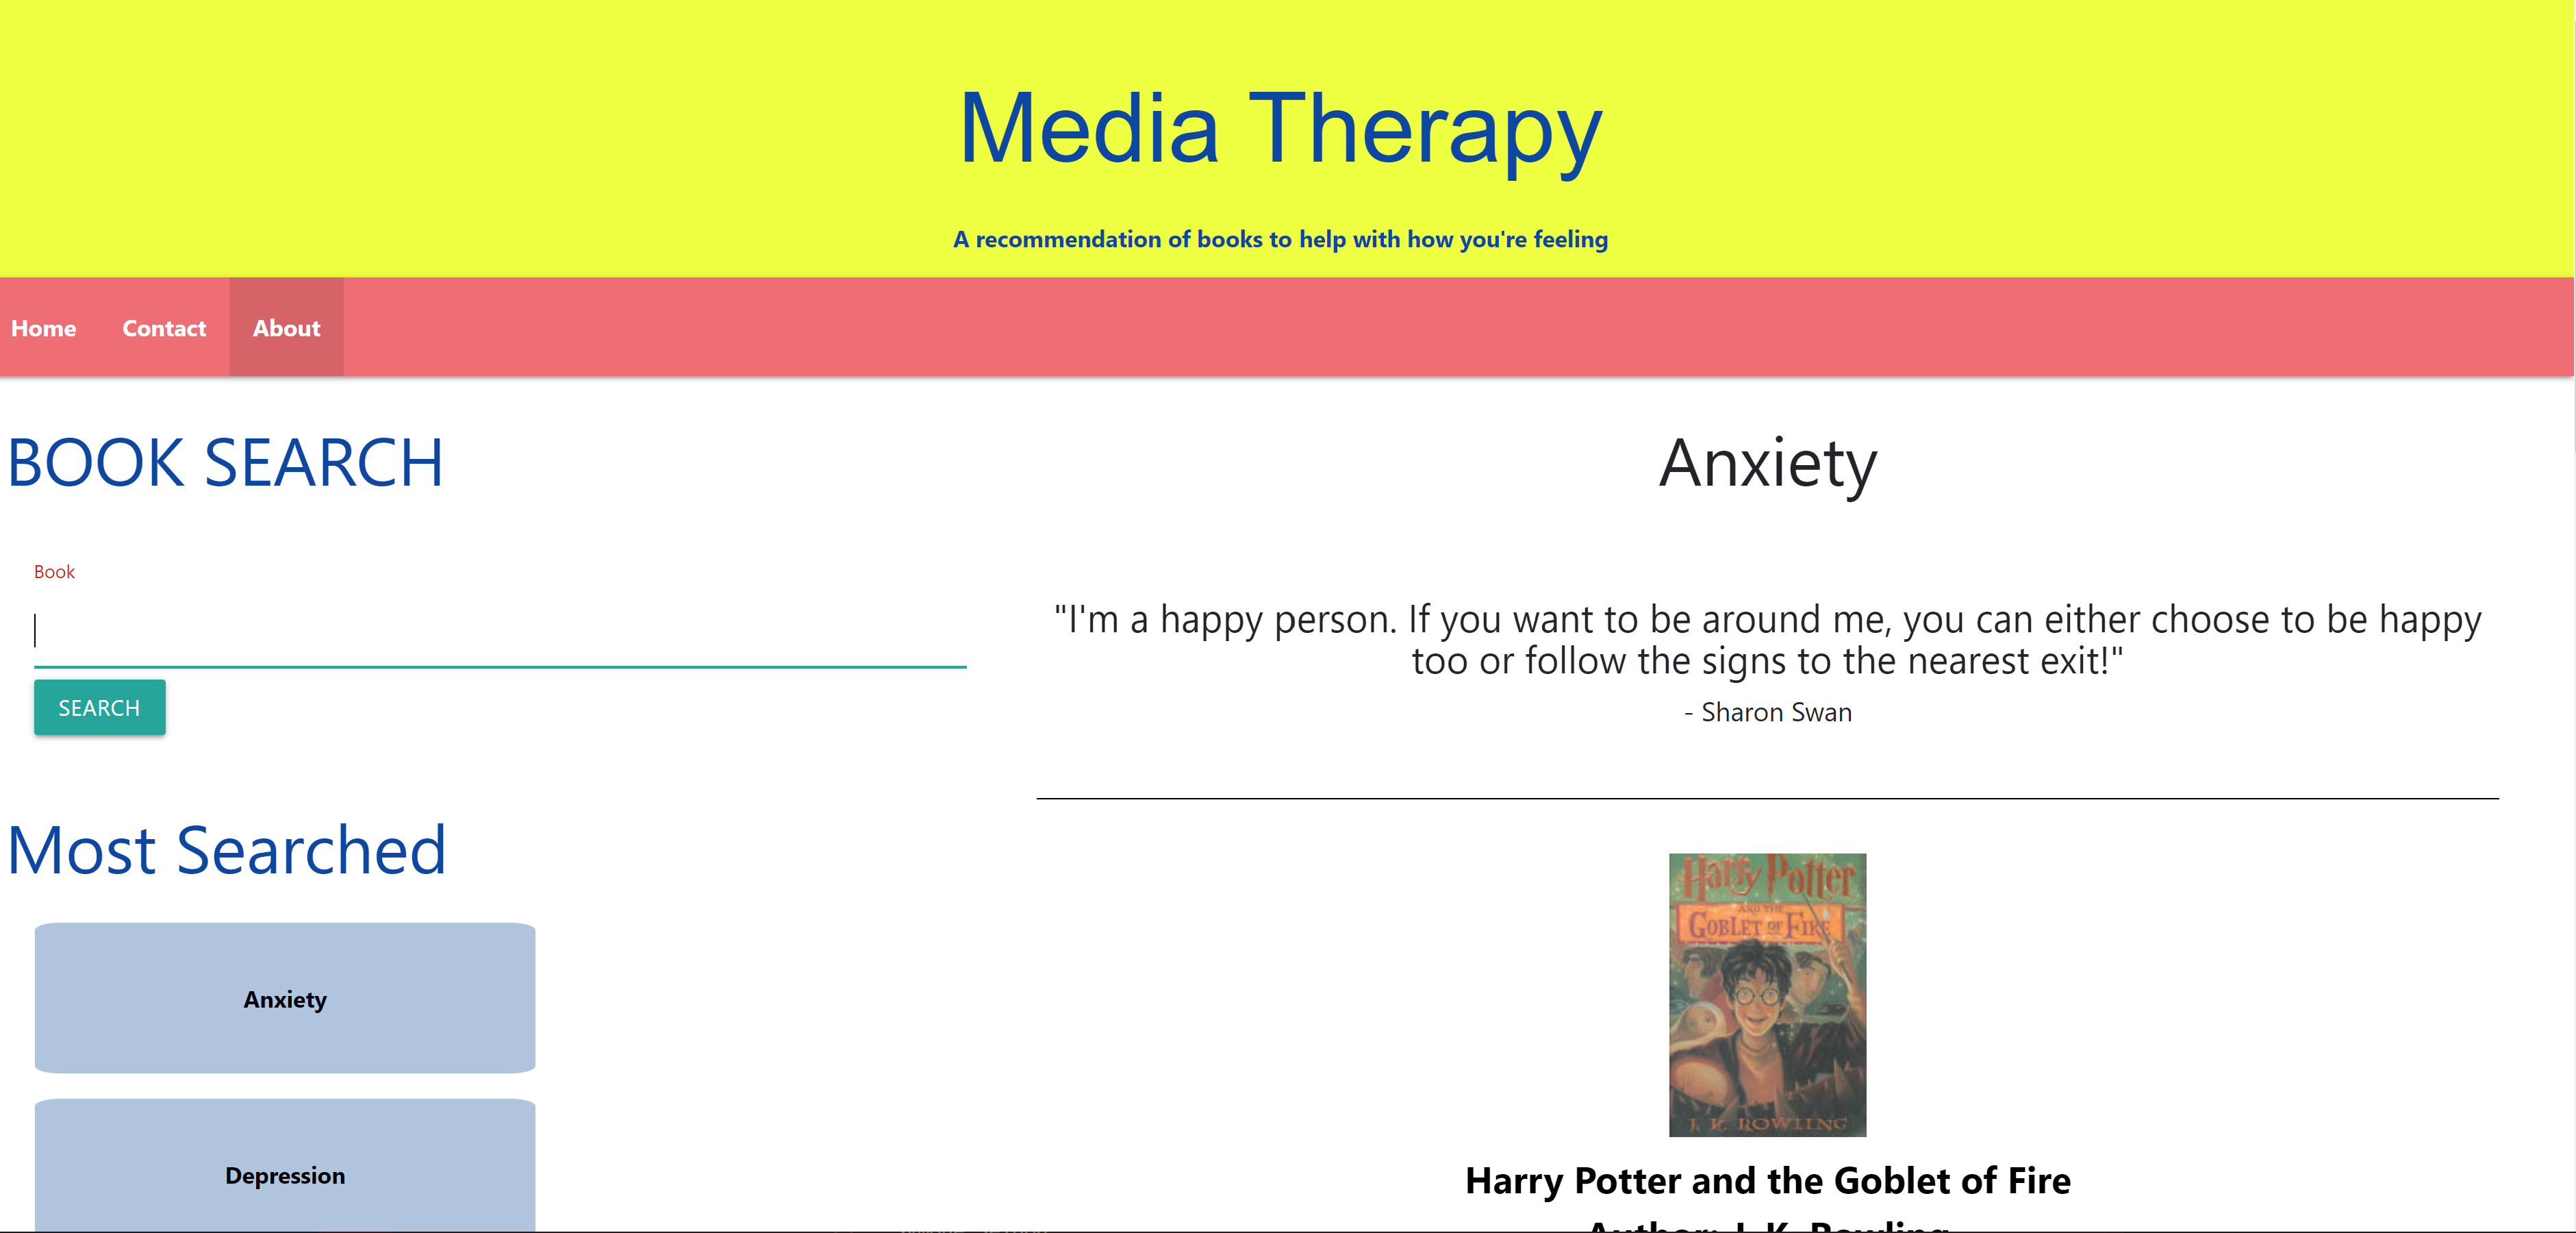 Media Therapy
A recommendation of books to help with how you're feeling
Home Contact About
BOOK SEARCH
Book
SEARCH
Most Searched
Anxiety
Depression
Anxiety
"I'm a happy person. If you want to be around me, you can either choose to be happy
too or follow the signs to the nearest exit!"
- Sharon Swan
Harry Potter
AND THE
GOBLET OF FIRE
J. K. ROWLING
Harry Potter and the Goblet of Fire
Author: J. K. Rowling